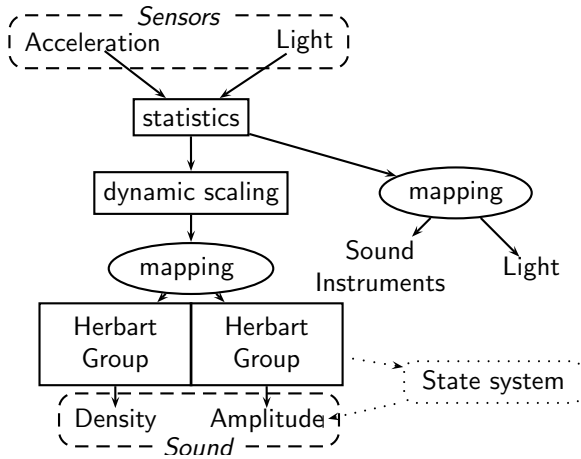 Sensors
Acceleration
Light
statistics
dynamic scaling
mapping
mapping
Sound
Instruments
Light
Herbart
Group
Herbart
Group
State system
Density
Amplitude
Sound